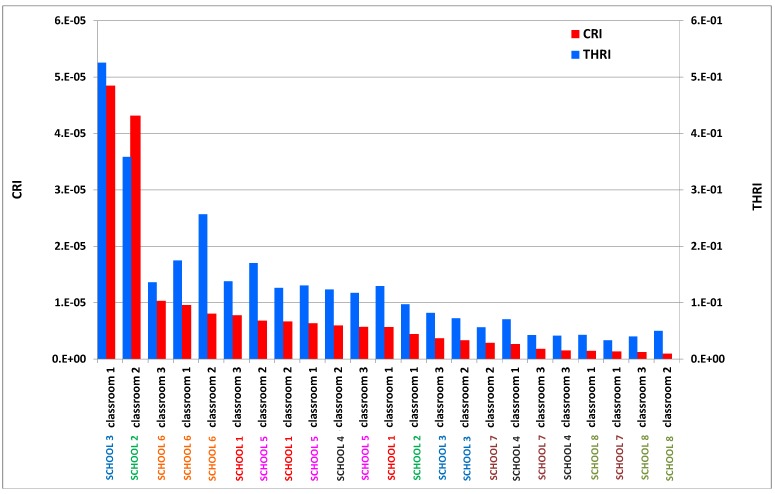 6.E-05
5.E-05
4.E-05
3.E-05
2.E-05
1.E-05
0.E+00
CRI
CRI
THRI
6.E-01
5.E-01
4.E-01
3.E-01
2.E-01
1.E-01
0.E+00
THRI
classroom 1
classroom 2
classroom 3
classroom 1
classroom 2
classroom 3
classroom 2
classroom 2
classroom 1
classroom 2
classroom 3
classroom 1
classroom 1
classroom 3
classroom 2
classroom 2
classroom 1
classroom 3
classroom 3
classroom 1
classroom 1
classroom 3
classroom 2
SCHOOL 3
SCHOOL 2
SCHOOL 6
SCHOOL 6
SCHOOL 6
SCHOOL 1
SCHOOL 5
SCHOOL 1
SCHOOL 5
SCHOOL 4
SCHOOL 5
SCHOOL 1
SCHOOL 2
SCHOOL 3
SCHOOL 3
SCHOOL 7
SCHOOL 4
SCHOOL 7
SCHOOL 4
SCHOOL 8
SCHOOL 7
SCHOOL 8
SCHOOL 8